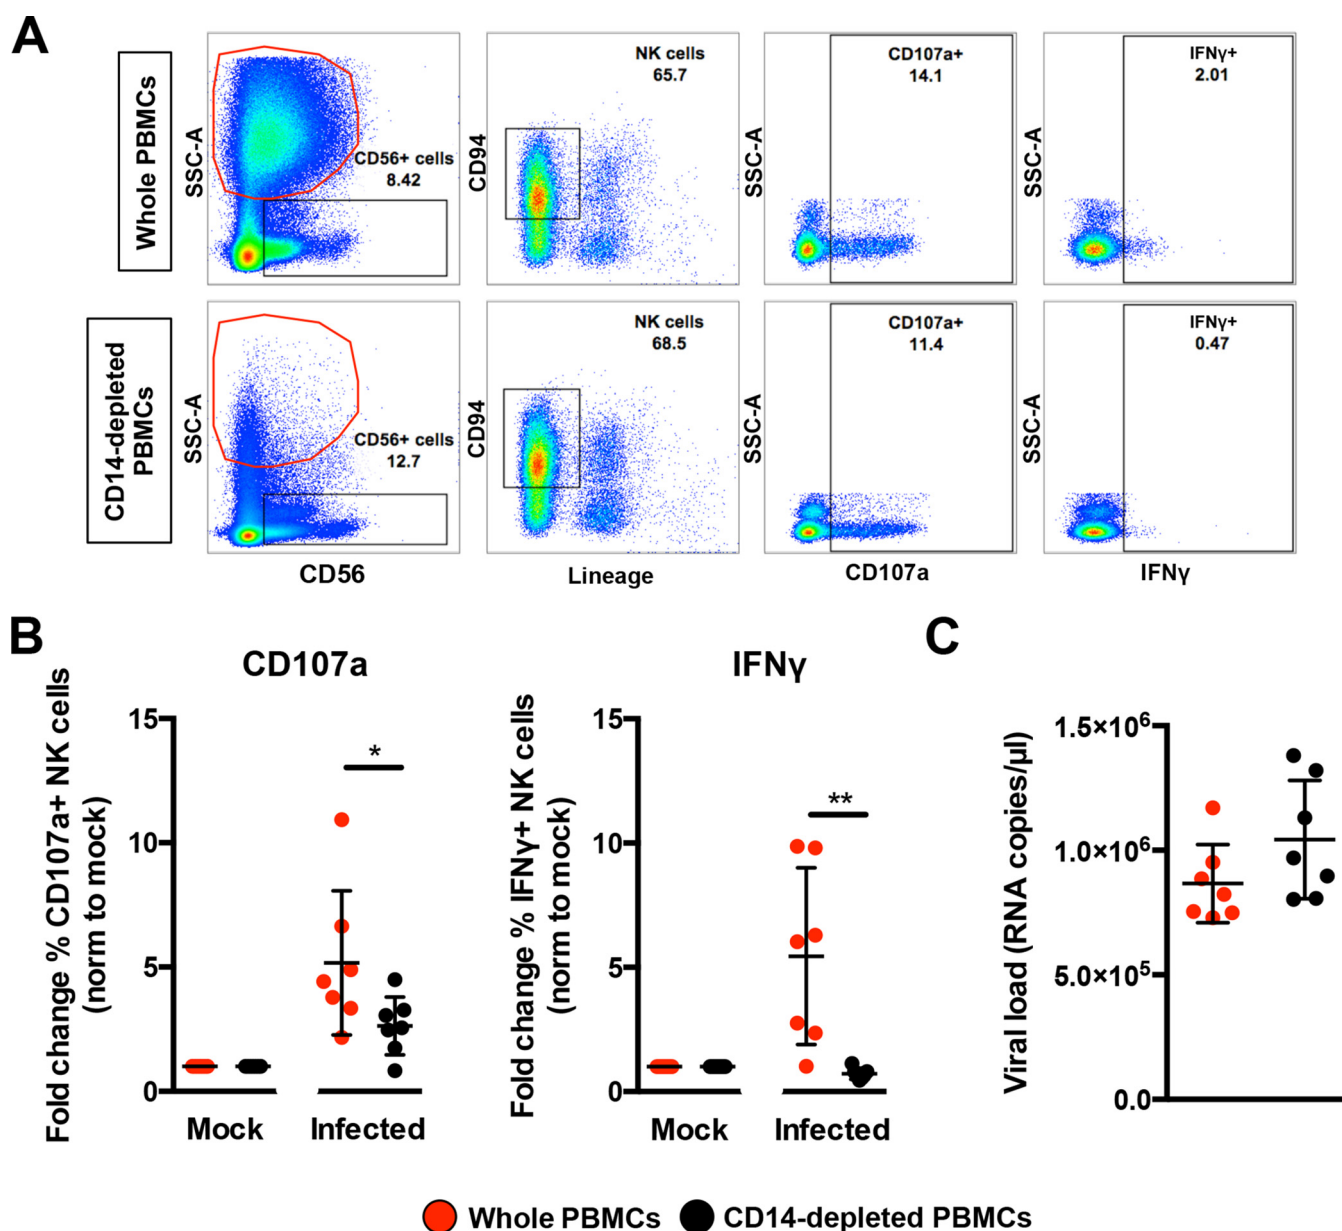 A
Whole PBMCs
SSC-A
CD56+ cells
8.42
CD94
NK cells
65.7
SSC-A
CD107a+
14.1
SSC-A
IFNγ+
2.01
CD14-depleted
PBMCs
SSC-A
CD56+ cells
12.7
CD94
NK cells
68.5
SSC-A
CD107a+
11.4
SSC-A
IFNγ+
0.47
CD56
Lineage
CD107a
IFNγ
B
CD107a
Fold change % CD107a+ NK cells
(norm to mock)
15
10
5
0
*
Mock
Infected
IFNγ
Fold change % IFNγ+ NK cells
(norm to mock)
15
10
5
0
**
Mock
Infected
C
Viral load (RNA copies/µl)
1.5×10⁶
1.0×10⁶
5.0×10⁵
0.0
Whole PBMCs
CD14-depleted PBMCs